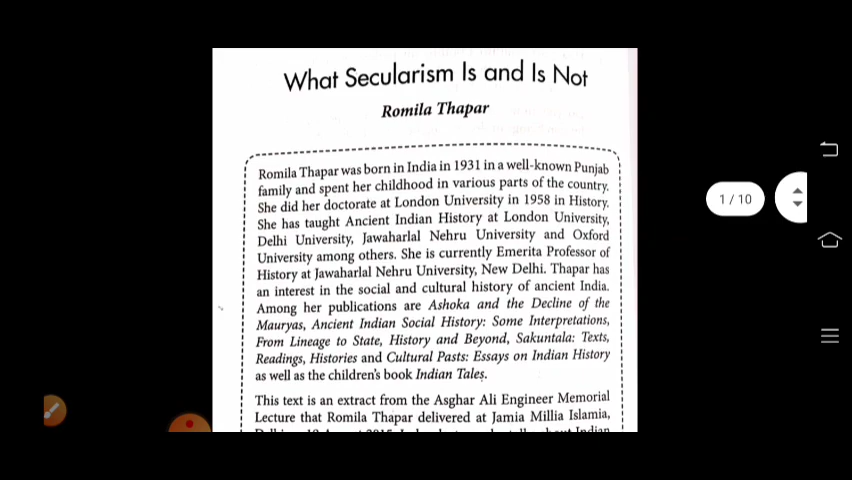 What Secularism Is and Is Not
Romila Thapar
Romila Thapar was born in India in 1931 in a well-known Punjab
family and spent her childhood in various parts of the country.
She did her doctorate at London University in 1958 in History.
She has taught Ancient Indian History at London University,
Delhi University, Jawaharlal Nehru University and Oxford
University among others. She is currently Emerita Professor of
History at Jawaharlal Nehru University, New Delhi. Thapar has
an interest in the social and cultural history of ancient India.
Among her publications are Ashoka and the Decline of the
Mauryas, Ancient Indian Social History: Some Interpretations,
From Lineage to State, History and Beyond, Sakuntala: Texts,
Readings, Histories and Cultural Pasts: Essays on Indian History
as well as the children's book Indian Tales.
This text is an extract from the Asghar Ali Engineer Memorial
Lecture that Romila Thapar delivered at Jamia Millia Islamia,
1 / 10